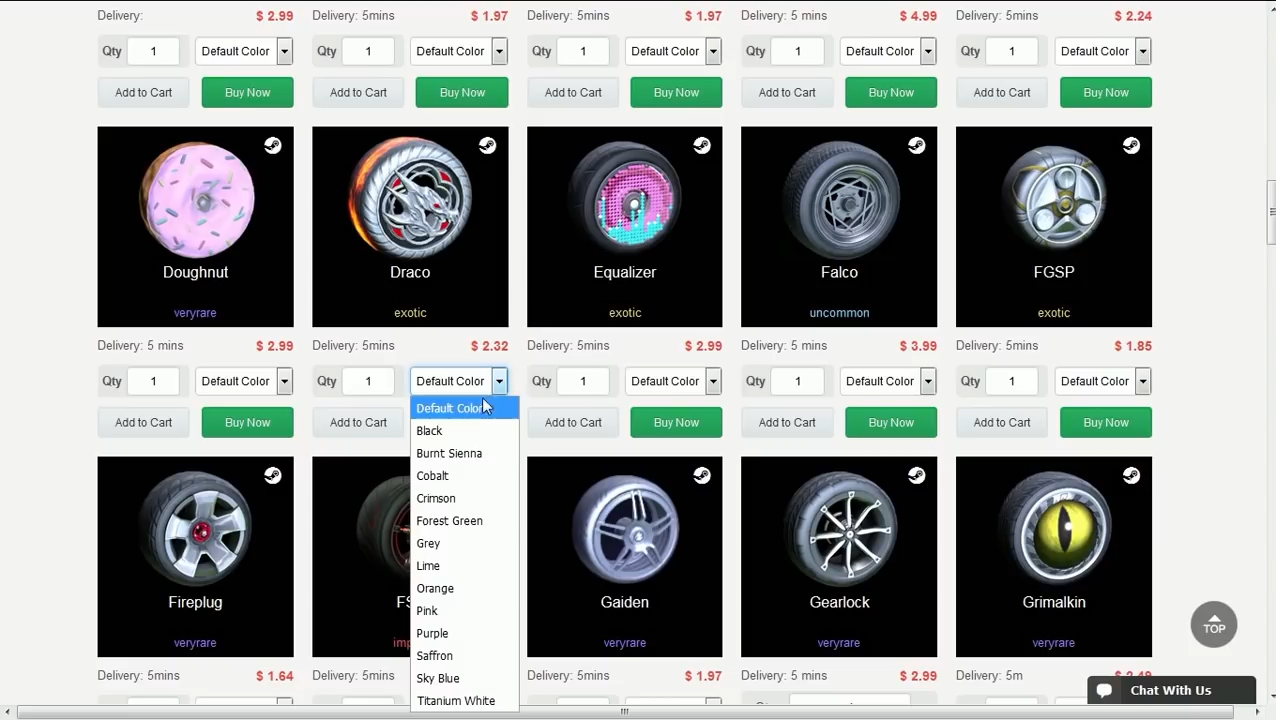 Delivery: $ 2.99 Delivery: 5mins $ 1.97 Delivery: 5mins $ 1.97 Delivery: 5 mins $ 4.99 Delivery: 5mins $ 2.24
Qty 1 Default Color Qty 1 Default Color Qty 1 Default Color Qty 1 Default Color Qty 1 Default Color
Add to Cart Buy Now Add to Cart Buy Now Add to Cart Buy Now Add to Cart Buy Now Add to Cart Buy Now
Doughnut Draco Equalizer Falco FGSP
veryrare exotic exotic uncommon exotic
Delivery: 5 mins $ 2.99 Delivery: 5mins $ 2.32 Delivery: 5mins $ 2.99 Delivery: 5 mins $ 3.99 Delivery: 5mins $ 1.85
Qty 1 Default Color Qty 1 Default Color Qty 1 Default Color Qty 1 Default Color Qty 1 Default Color
Add to Cart Buy Now Add to Cart Add to Cart Buy Now Add to Cart Buy Now Add to Cart Buy Now
Default Color
Black
Burnt Sienna
Cobalt
Crimson
Forest Green
Grey
Lime
Orange
Pink
Purple
Saffron
Sky Blue
Titanium White
Fireplug Gaiden Gearlock Grimalkin
veryrare veryrare veryrare veryrare
Delivery: 5mins $ 1.64 Delivery: 5mins $ 1.97 Delivery: 5mins $ 2.99 Delivery: 5m
TOP
Chat With Us